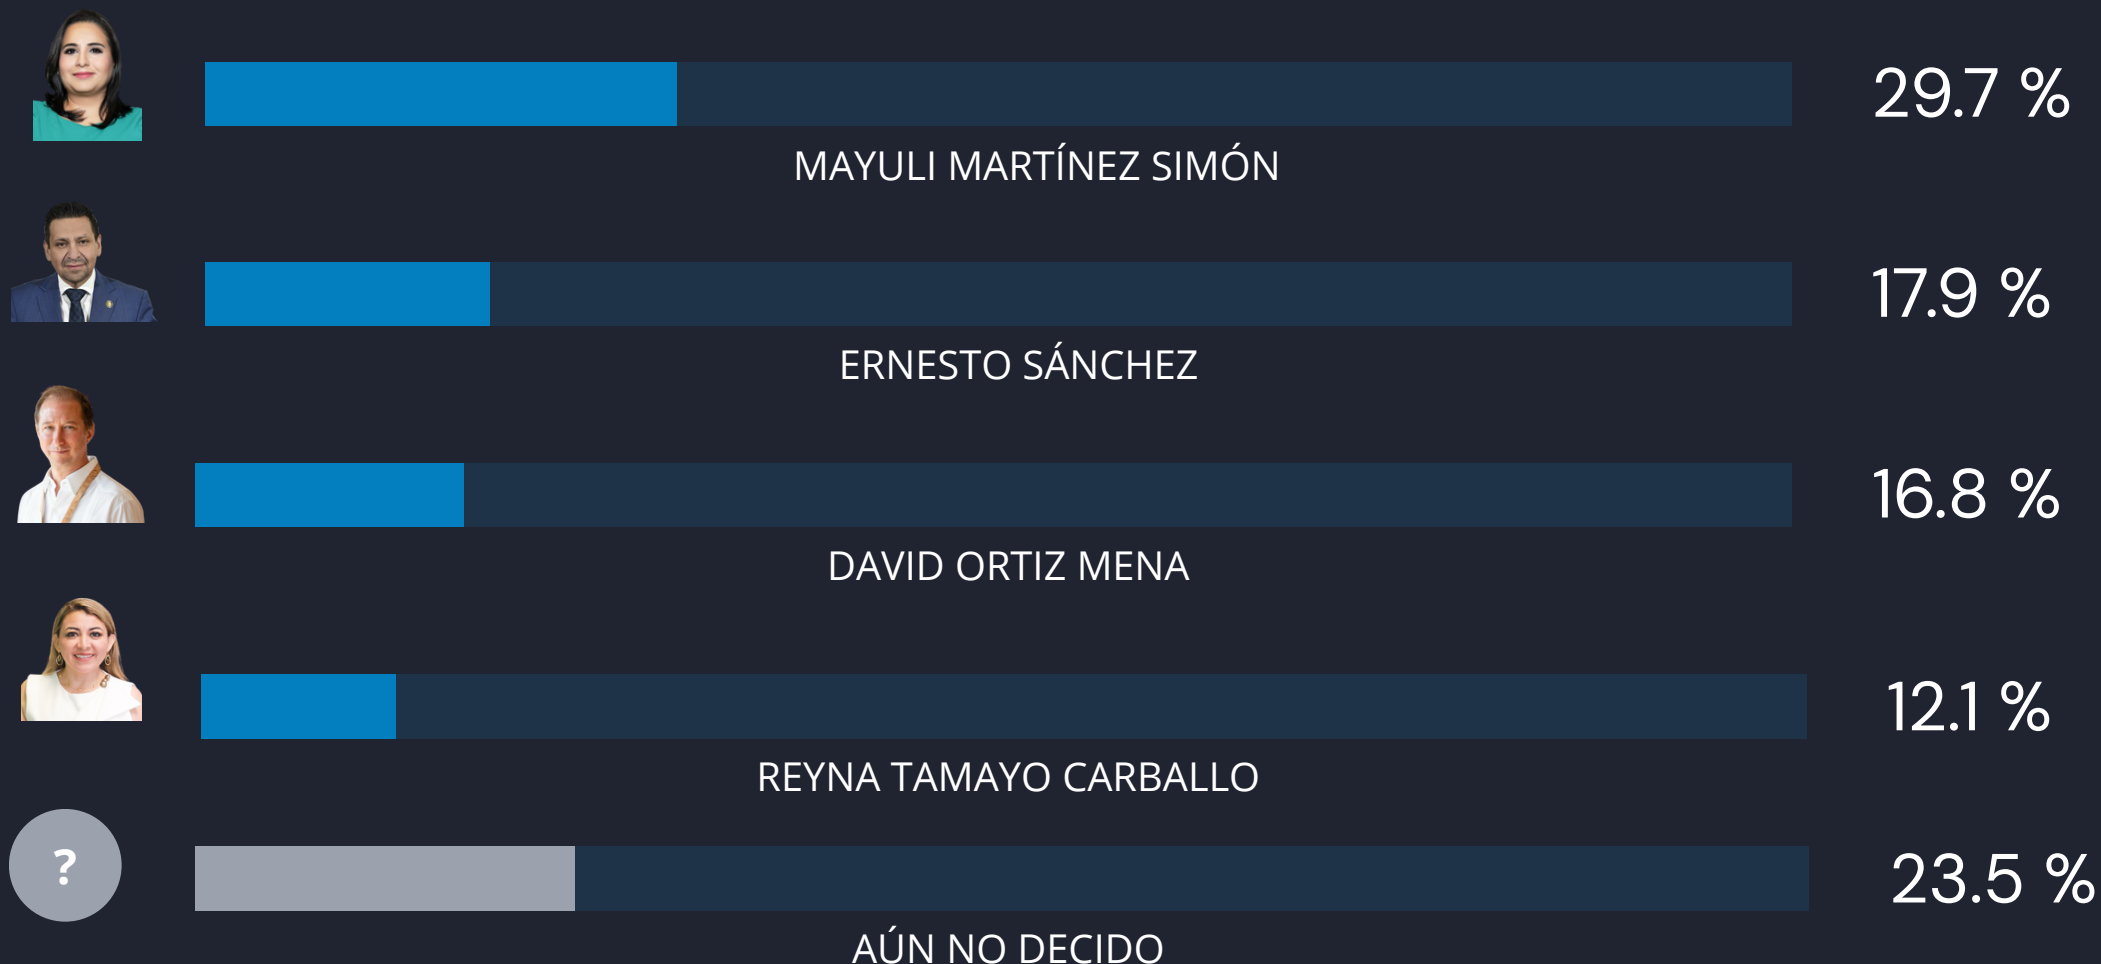 29.7 %
MAYULI MARTÍNEZ SIMÓN
17.9 %
ERNESTO SÁNCHEZ
16.8 %
DAVID ORTIZ MENA
12.1 %
REYNA TAMAYO CARBALLO
?
23.5 %
AÚN NO DECIDO